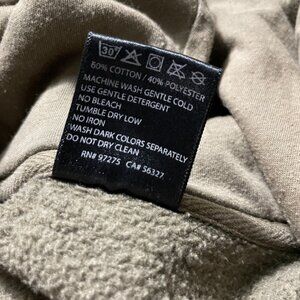 30°
60% COTTON / 40% POLYESTER
MACHINE WASH GENTLE COLD
USE GENTLE DETERGENT
NO BLEACH
TUMBLE DRY LOW
NO IRON
WASH DARK COLORS SEPARATELY
DO NOT DRY CLEAN
RN# 97275 CA# 56327